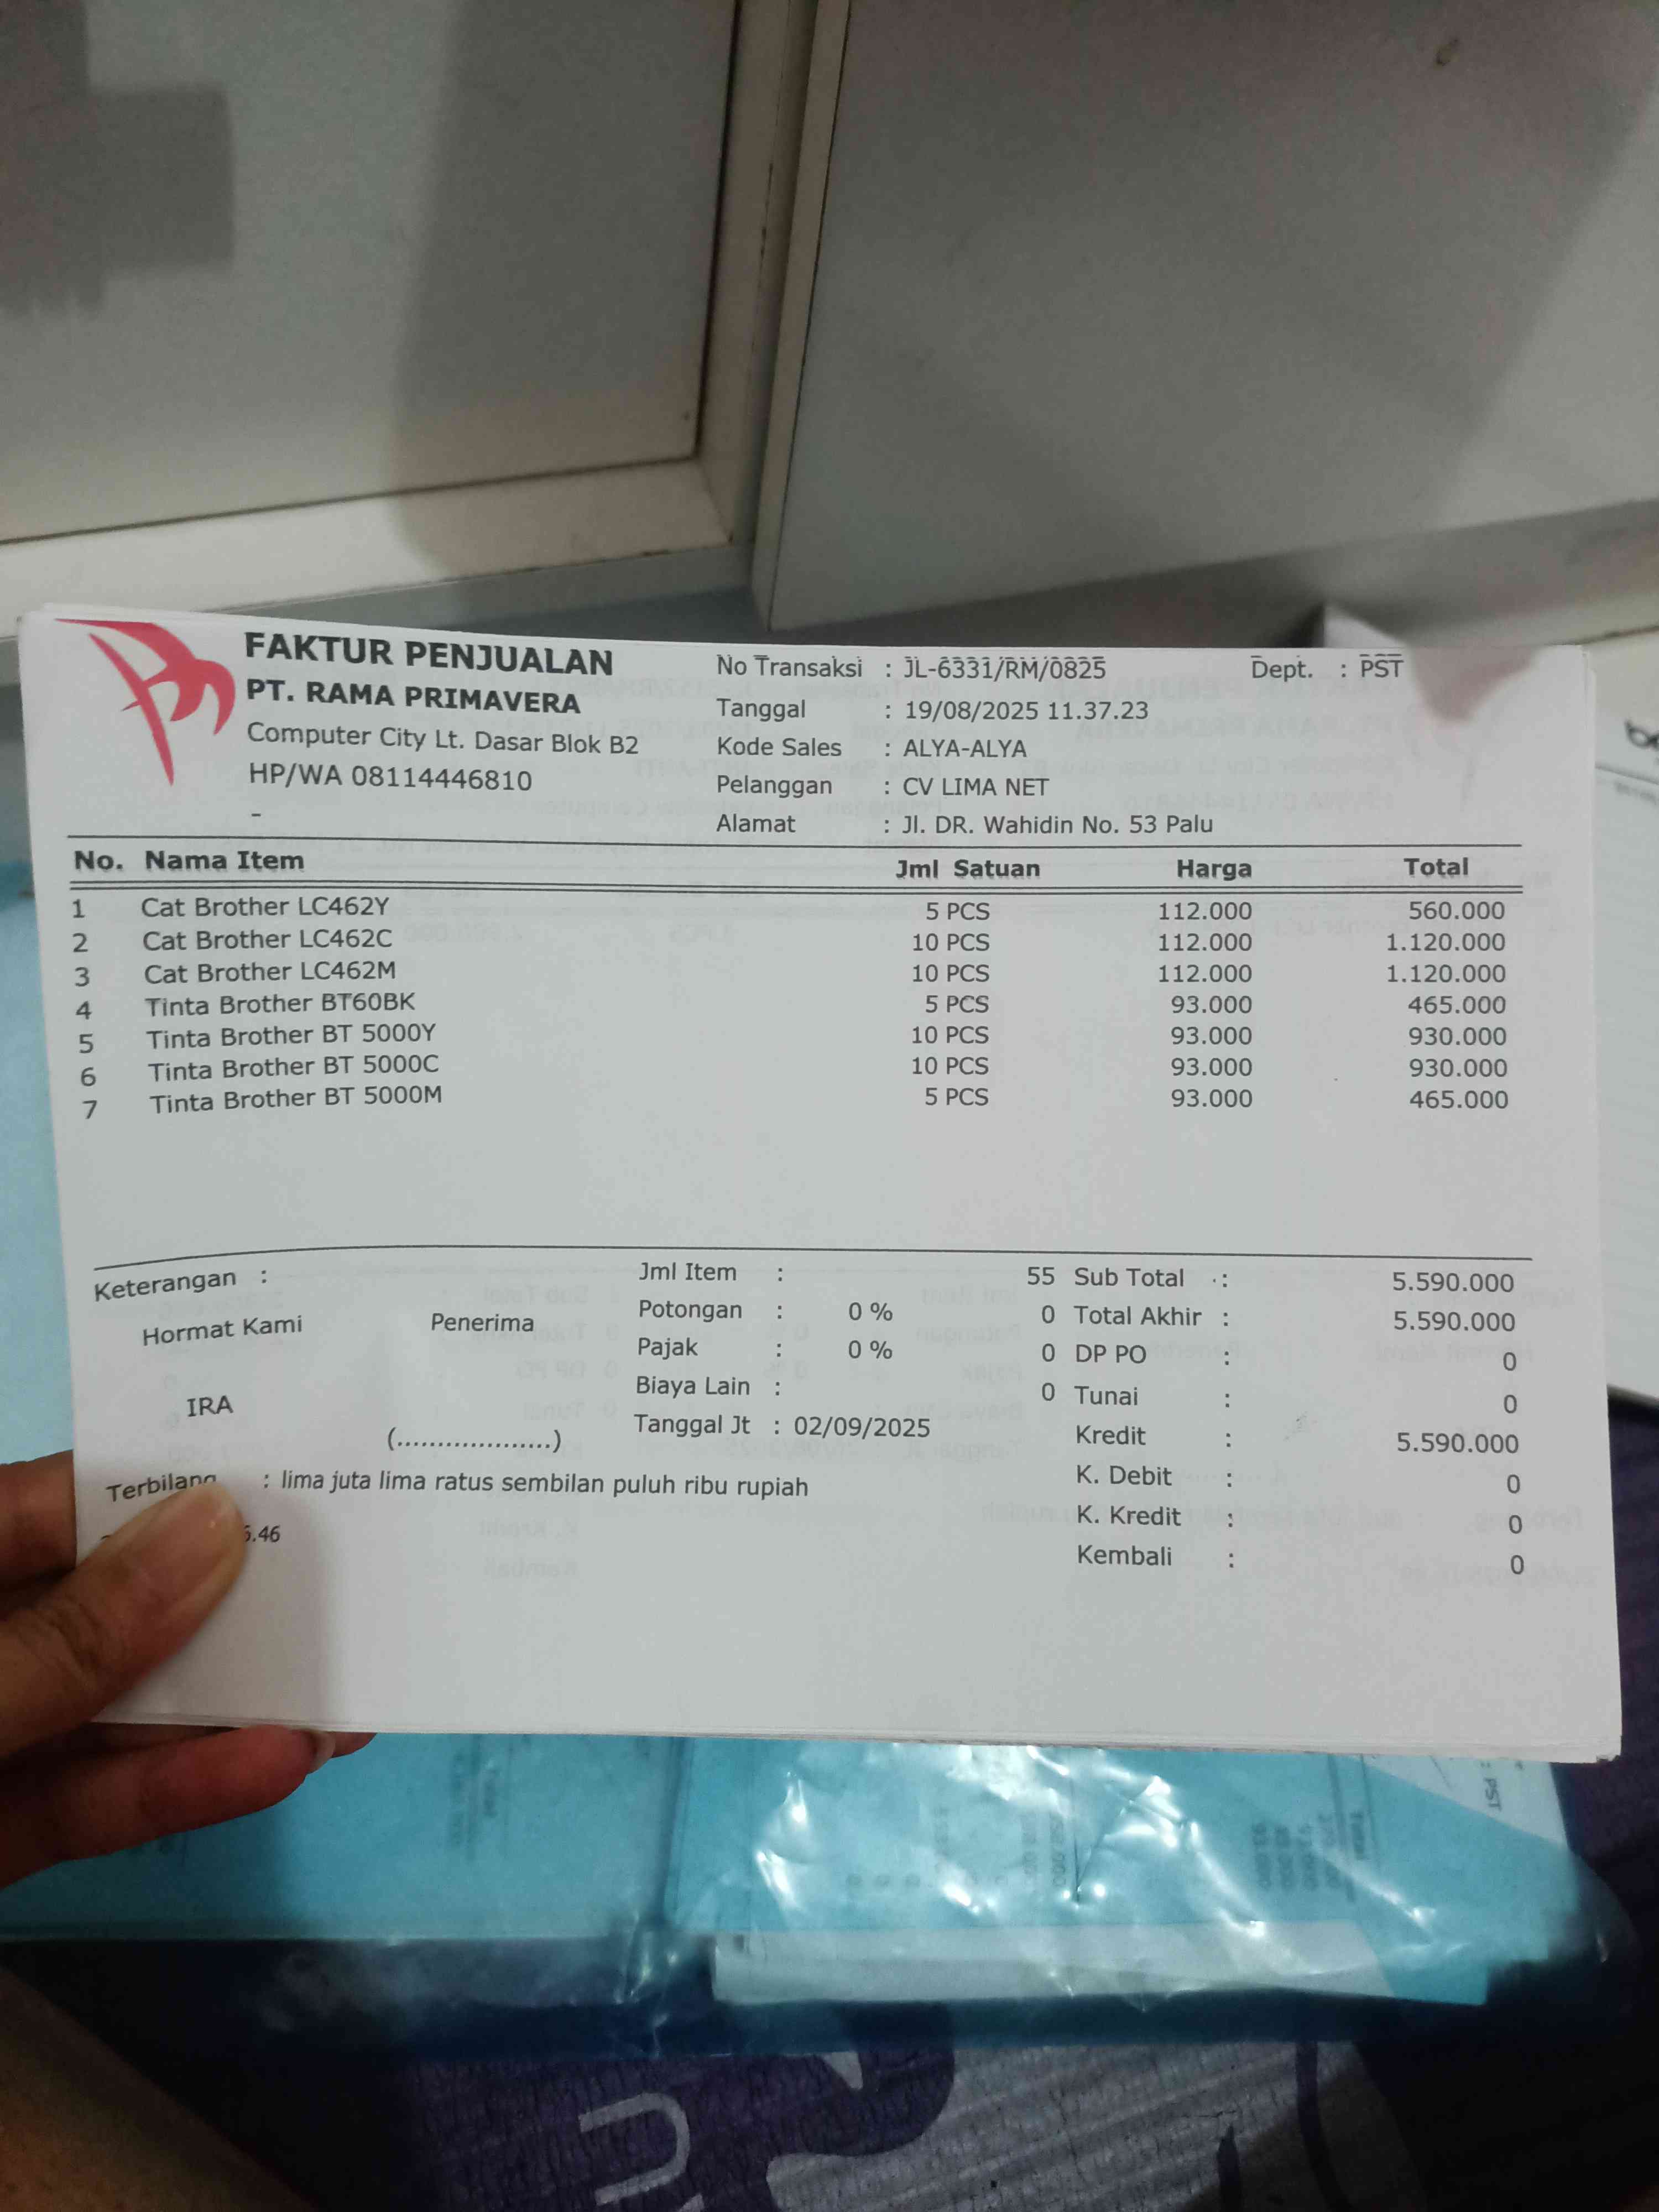 FAKTUR PENJUALAN
PT. RAMA PRIMAVERA
Computer City Lt. Dasar Blok B2
HP/WA 08114446810
-
No Transaksi : JL-6331/RM/0825 Dept. : PST
Tanggal : 19/08/2025 11.37.23
Kode Sales : ALYA-ALYA
Pelanggan : CV LIMA NET
Alamat : Jl. DR. Wahidin No. 53 Palu
No. Nama Item Jml Satuan Harga Total
1 Cat Brother LC462Y 5 PCS 112.000 560.000
2 Cat Brother LC462C 10 PCS 112.000 1.120.000
3 Cat Brother LC462M 10 PCS 112.000 1.120.000
4 Tinta Brother BT60BK 5 PCS 93.000 465.000
5 Tinta Brother BT 5000Y 10 PCS 93.000 930.000
6 Tinta Brother BT 5000C 10 PCS 93.000 930.000
7 Tinta Brother BT 5000M 5 PCS 93.000 465.000
Keterangan :
Hormat Kami Penerima
IRA
(...................)
Jml Item : 55
Potongan : 0 % 0
Pajak : 0 % 0
Biaya Lain : 0
Tanggal Jt : 02/09/2025
Sub Total : 5.590.000
Total Akhir : 5.590.000
DP PO : 0
Tunai : 0
Kredit : 5.590.000
K. Debit : 0
K. Kredit : 0
Kembali : 0
Terbilang : lima juta lima ratus sembilan puluh ribu rupiah
.46
: PST